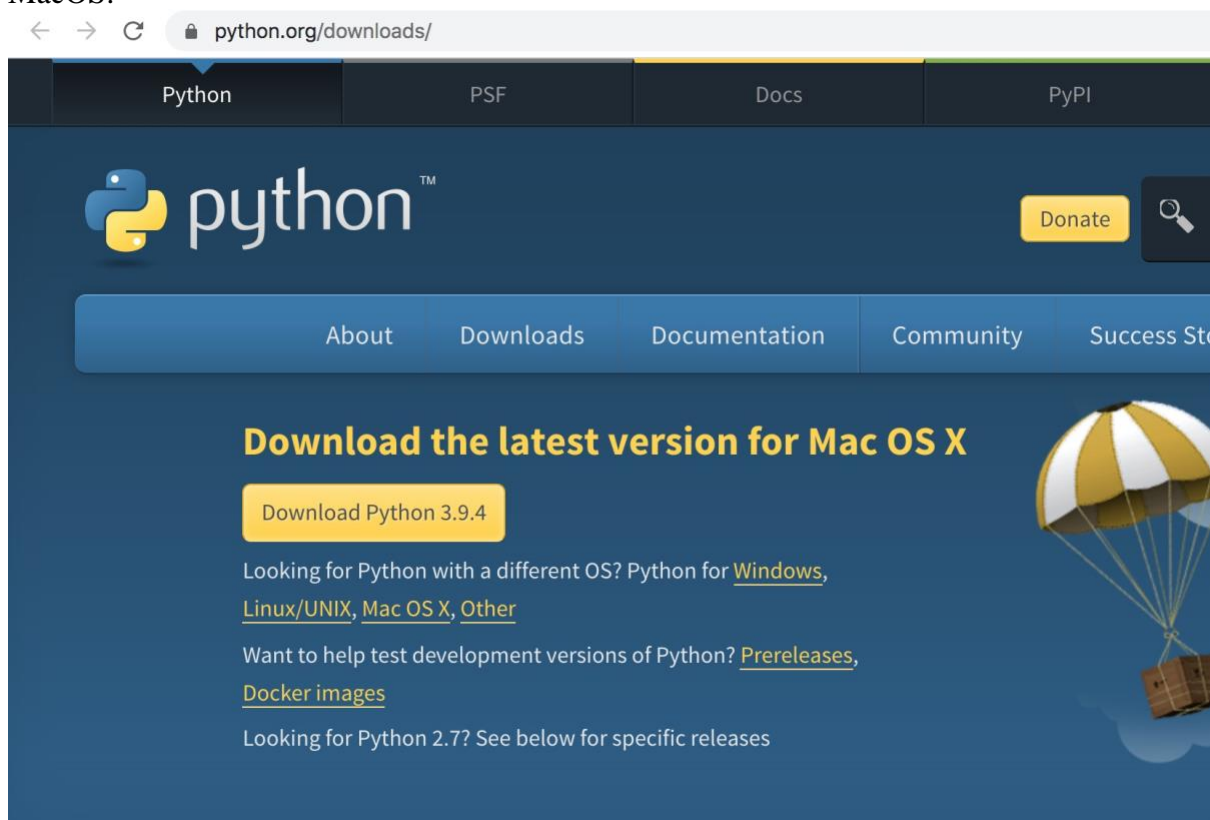 MacOS:
python.org/downloads/
Python PSF Docs PyPI
python™
Donate
About Downloads Documentation Community Success Sto
Download the latest version for Mac OS X
Download Python 3.9.4
Looking for Python with a different OS? Python for Windows,
Linux/UNIX, Mac OS X, Other
Want to help test development versions of Python? Prereleases,
Docker images
Looking for Python 2.7? See below for specific releases